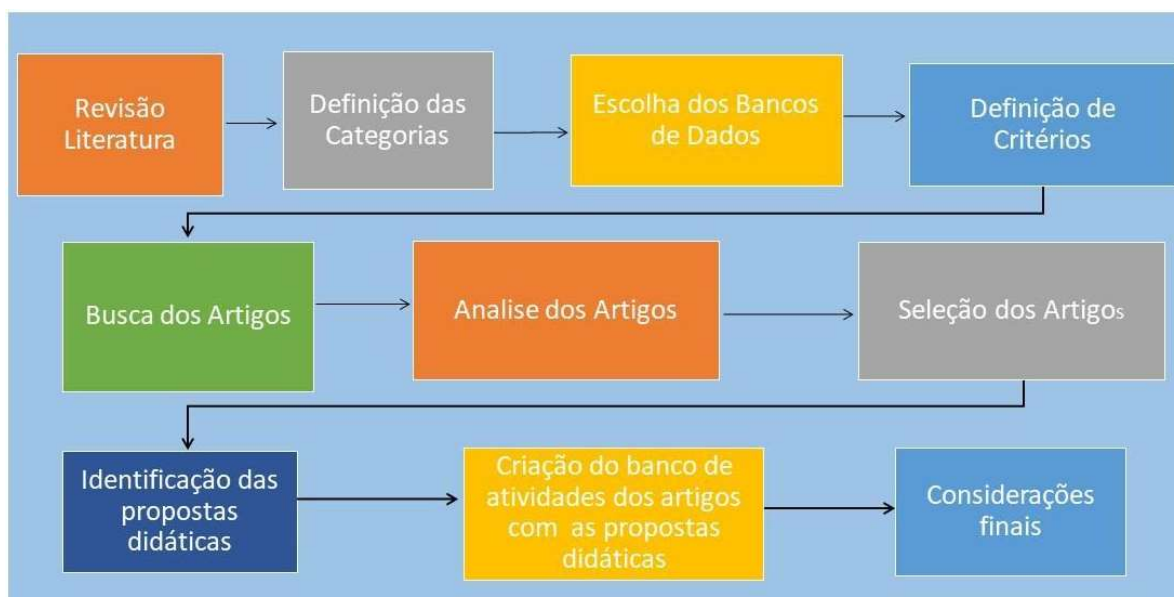 Revisão
Literatura
Definição das
Categorias
Escolha dos Bancos
de Dados
Definição de
Critérios
Busca dos Artigos
Analise dos Artigos
Seleção dos Artigos
Identificação das
propostas
didáticas
Criação do banco de
atividades dos artigos
com as propostas
didáticas
Considerações
finais